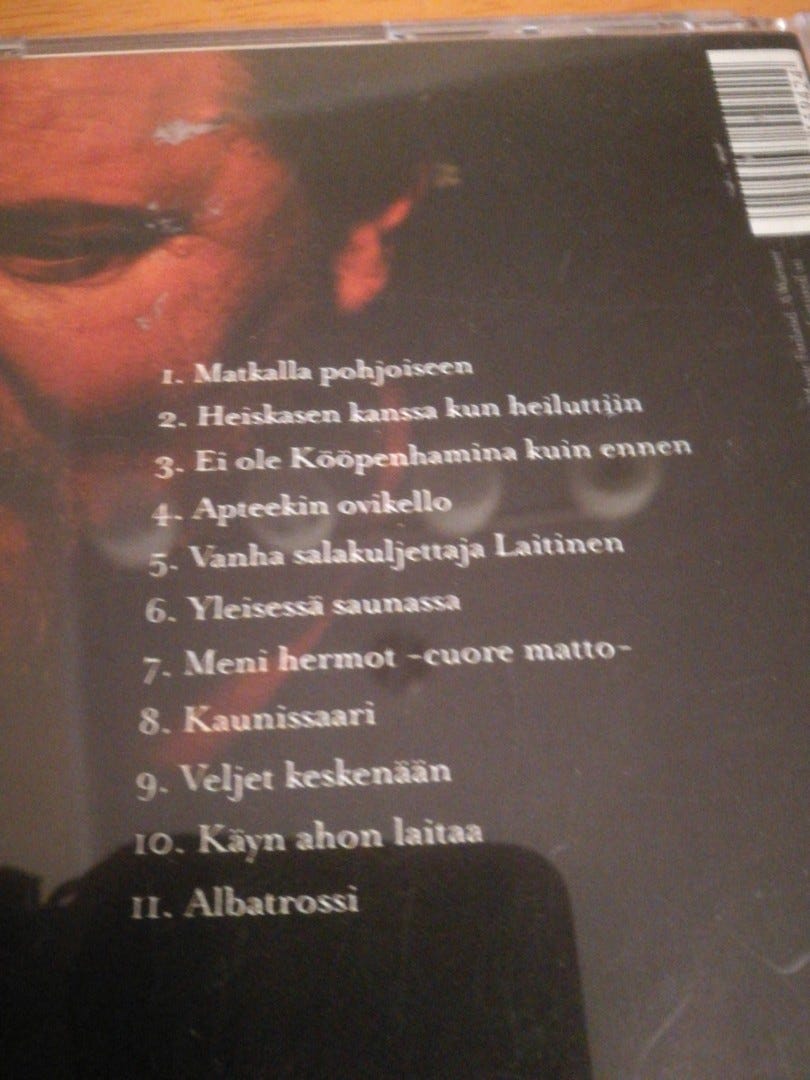 1. Matkalla pohjoiseen
2. Heiskasen kanssa kun heiluttiin
3. Ei ole Kööpenhamina kuin ennen
4. Apteekin ovikello
5. Vanha salakuljettaja Laitinen
6. Yleisessä saunassa
7. Meni hermot -cuore matto-
8. Kaunissaari
9. Veljet keskenään
10. Käyn ahon laitaa
11. Albatrossi